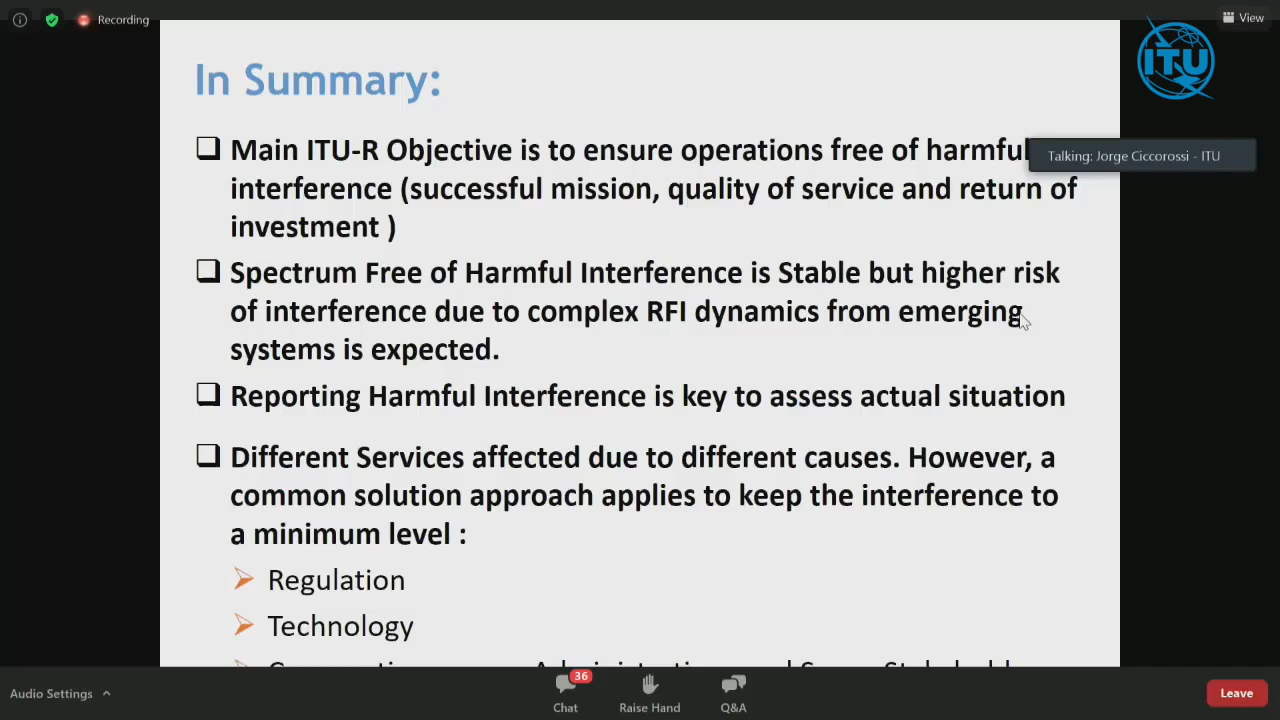 Recording
View
ITU
In Summary:
❑ Main ITU-R Objective is to ensure operations free of harmful
Talking: Jorge Ciccorossi - ITU
interference (successful mission, quality of service and return of
investment )
❑ Spectrum Free of Harmful Interference is Stable but higher risk
of interference due to complex RFI dynamics from emerging
systems is expected.
❑ Reporting Harmful Interference is key to assess actual situation
❑ Different Services affected due to different causes. However, a
common solution approach applies to keep the interference to
a minimum level :
➢ Regulation
➢ Technology
Audio Settings
36
Chat
Raise Hand
Q&A
Leave